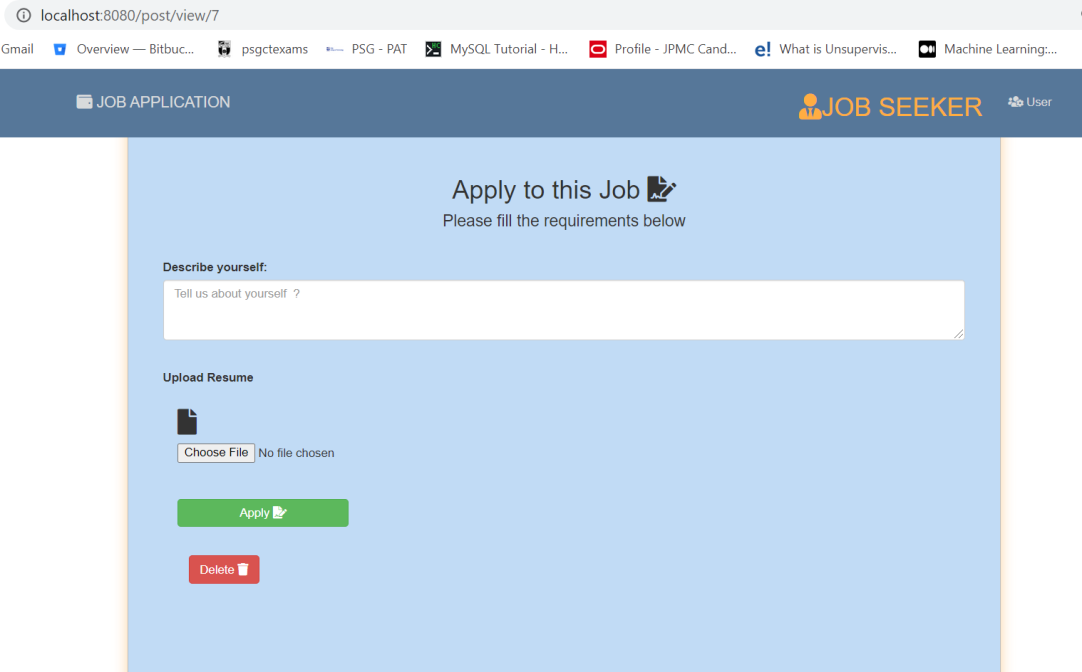 localhost:8080/post/view/7
Gmail Overview — Bitbuc... psgctexams PSG - PAT MySQL Tutorial - H... Profile - JPMC Cand... e! What is Unsupervis... Machine Learning:...
JOB APPLICATION JOB SEEKER User
Apply to this Job
Please fill the requirements below
Describe yourself:
Tell us about yourself ?
Upload Resume
Choose File No file chosen
Apply
Delete